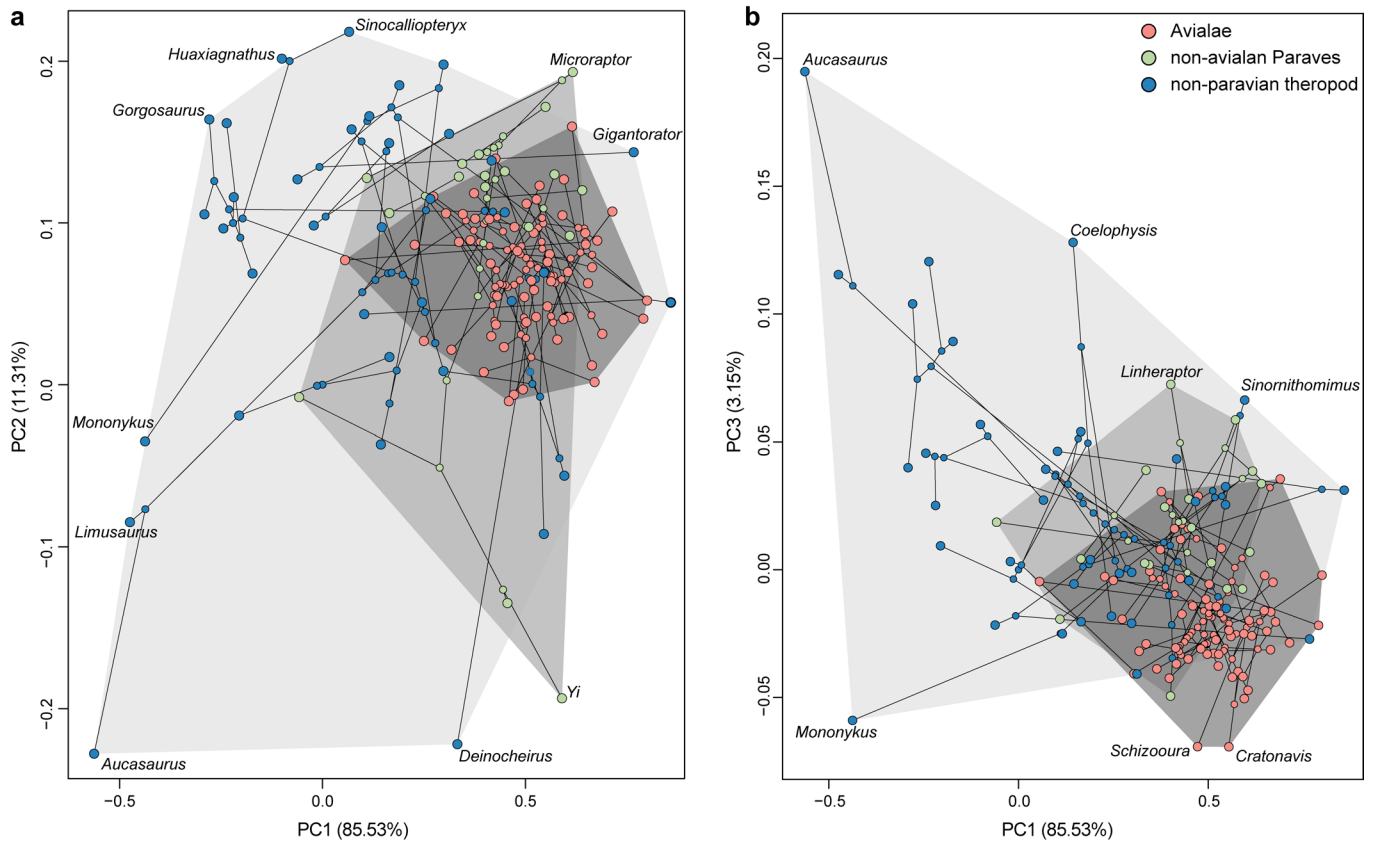 a
Sinocalliopteryx
Huaxiagnathus
Microraptor
Gorgosaurus
Gigantorator
Mononykus
Limusaurus
Yi
Deinocheirus
Aucasaurus
0.2
0.1
0.0
−0.1
−0.2
PC2 (11.31%)
−0.5
0.0
0.5
PC1 (85.53%)
b
Avialae
non-avialan Paraves
non-paravian theropod
Aucasaurus
Coelophysis
Linheraptor
Sinornithomimus
Mononykus
Schizooura
Cratonavis
0.20
0.15
0.10
0.05
0.00
−0.05
PC3 (3.15%)
−0.5
0.0
0.5
PC1 (85.53%)